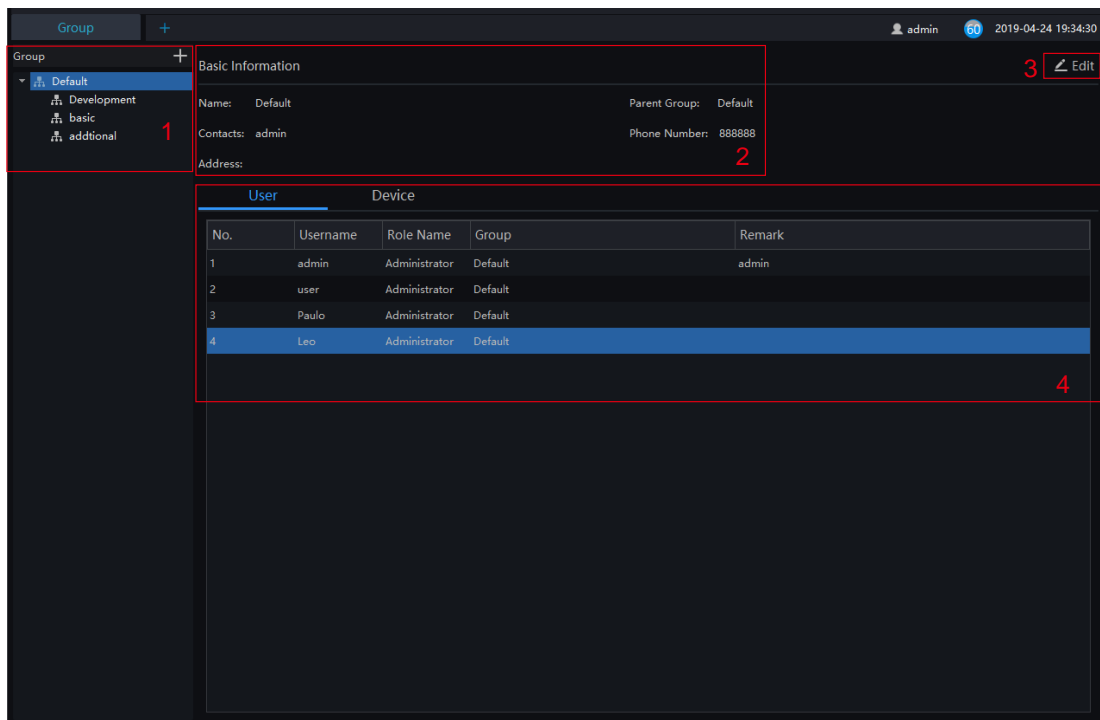 Group + admin 60 2019-04-24 19:34:30
Group +
Default
Development
basic
addtional
1
Basic Information
Name: Default Parent Group: Default
Contacts: admin Phone Number: 888888
Address:
2
3 Edit
User Device
No. Username Role Name Group Remark
1 admin Administrator Default admin
2 user Administrator Default
3 Paulo Administrator Default
4 Leo Administrator Default
4